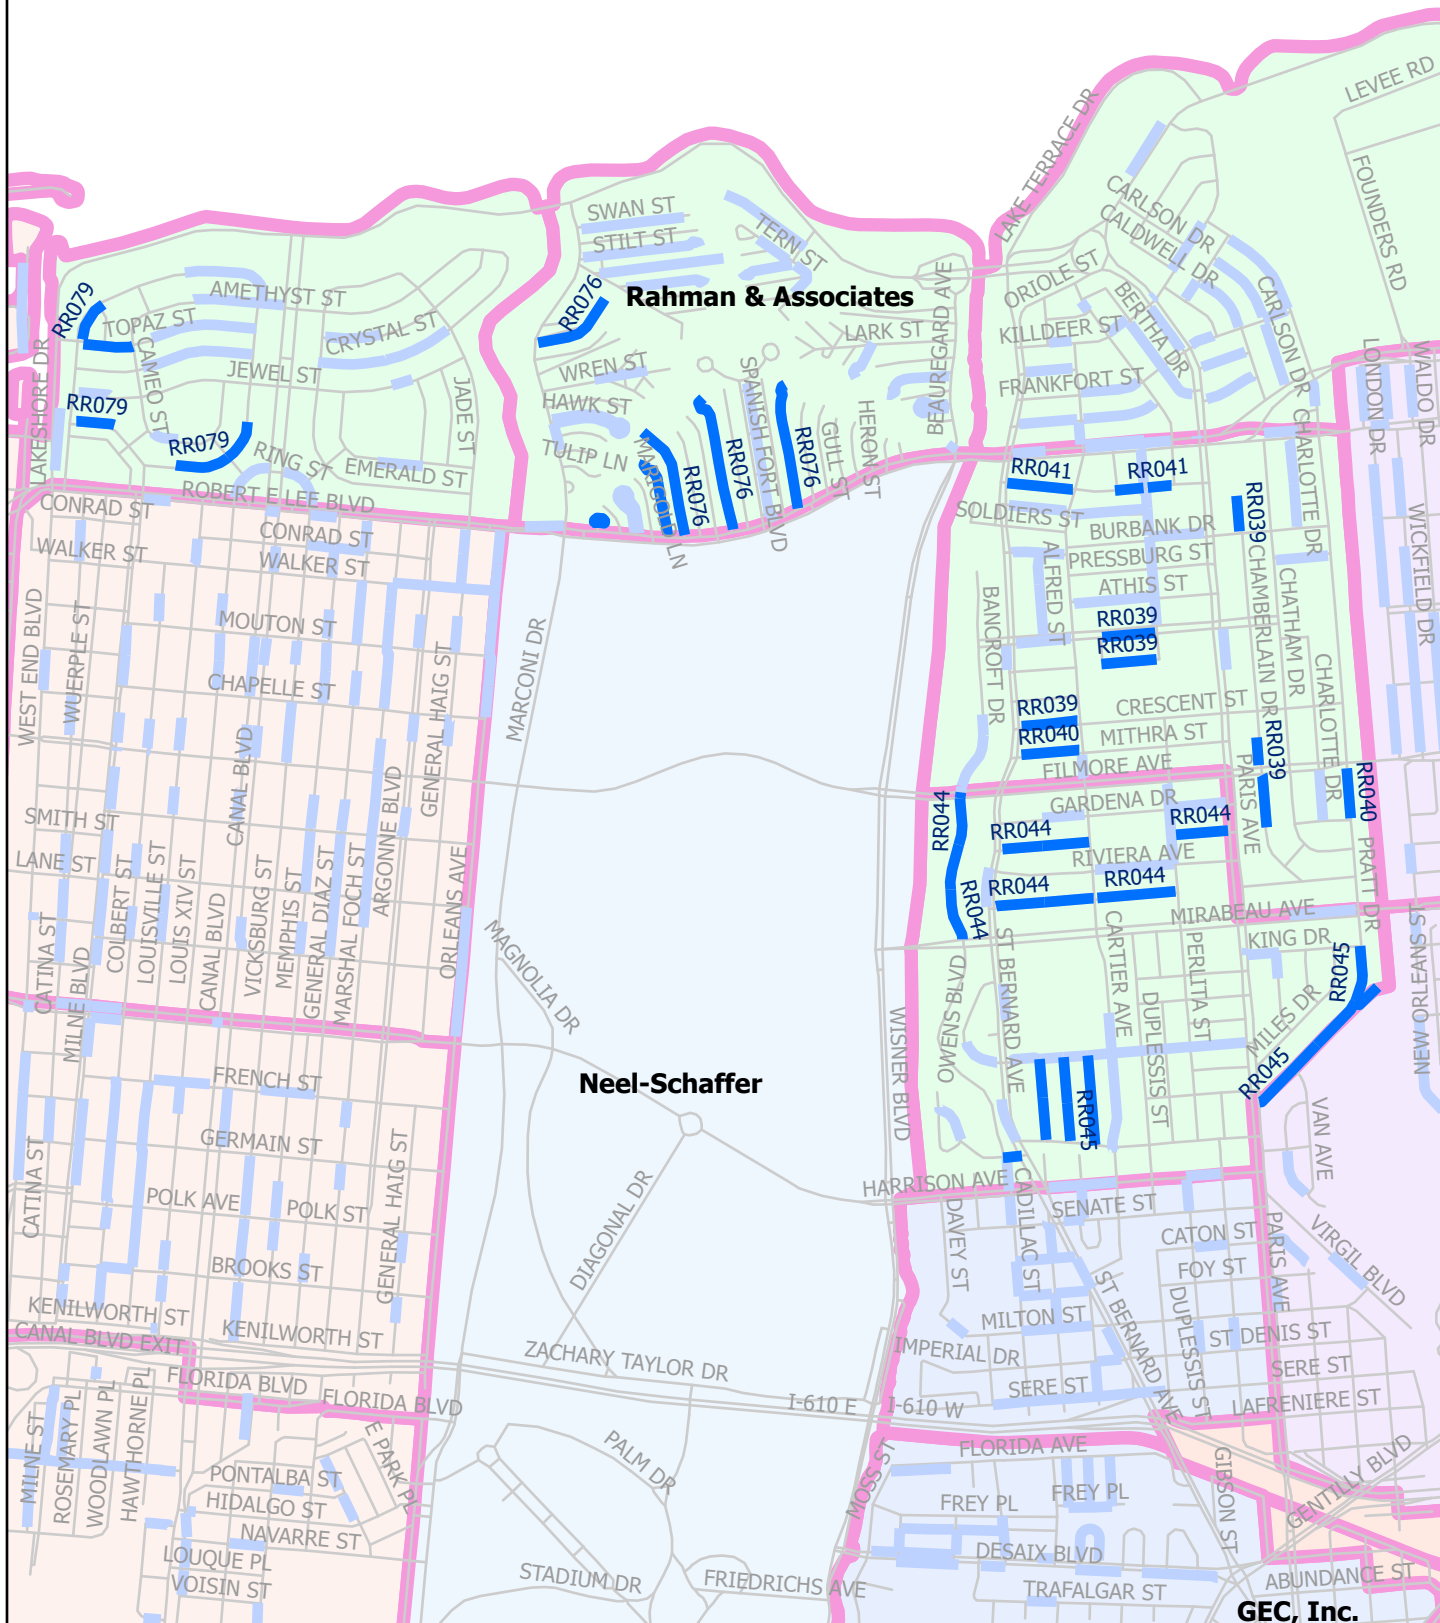 LEVEE RD
LAKE TERRACE DR
FOUNDERS RD
CARLSON DR
CALDWELL DR
SWAN ST
STILT ST
TERN ST
ORIOLE ST
BERTHA DR
CARLSON DR
RR079
TOPAZ ST
AMETHYST ST
CRYSTAL ST
RR076
Rahman & Associates
LARK ST
BEAUREGARD AVE
KILLDEER ST
LAKESHORE DR
CAMEO ST
JEWEL ST
JADE ST
WREN ST
SPANISH FORT BLVD
HERON ST
FRANKFORT ST
LONDON DR
WALDO DR
RR079
HAWK ST
GULL ST
CHARLOTTE DR
RR079
RING ST
EMERALD ST
TULIP LN
MARIGOLD LN
RR076
RR076
RR076
RR041
RR041
ROBERT E LEE BLVD
CONRAD ST
CONRAD ST
SOLDIERS ST
BURBANK DR
RR039
WICKFIELD DR
WALKER ST
WALKER ST
ALFRED ST
PRESSBURG ST
ATHIS ST
CHAMBERLAIN DR
CHATHAM DR
WEST END BLVD
WUERPLE ST
MOUTON ST
GENERAL HAIG ST
MARCONI DR
BANCROFT DR
RR039
RR039
CHAPELLE ST
RR039
CRESCENT ST
CHARLOTTE DR
RR040
MITHRA ST
RR039
CANAL BLVD
FILMORE AVE
PARIS AVE
RR040
SMITH ST
ARGONNE BLVD
RR044
GARDENA DR
RR044
RR044
LANE ST
RIVIERA AVE
PRATT DR
COLBERT ST
LOUISVILLE ST
LOUIS XIV ST
CANAL BLVD
VICKSBURG ST
MEMPHIS ST
GENERAL DIAZ ST
MARSHAL FOCH ST
ORLEANS AVE
RR044
RR044
RR044
MIRABEAU AVE
CATINA ST
MILNE BLVD
MAGNOLIA DR
KING DR
NEW ORLEANS ST
OWENS BLVD
ST BERNARD AVE
CARTIER AVE
PERLITA ST
DUPLESSIS ST
RR045
MILES DR
WISNER BLVD
FRENCH ST
Neel-Schaffer
RR045
RR045
VAN AVE
GERMAIN ST
CATINA ST
GENERAL HAIG ST
POLK AVE
POLK ST
DIAGONAL DR
HARRISON AVE
DAVEY ST
CADILLAC ST
SENATE ST
CATON ST
PARIS AVE
VIRGIL BLVD
BROOKS ST
FOY ST
KENILWORTH ST
KENILWORTH ST
MILTON ST
ST BERNARD AVE
DUPLESSIS ST
ST DENIS ST
CANAL BLVD EXIT
ZACHARY TAYLOR DR
IMPERIAL DR
SERE ST
SERE ST
FLORIDA BLVD
FLORIDA BLVD
I-610 E
I-610 W
LAFRENIERE ST
MILNE ST
ROSEMARY PL
WOODLAWN PL
HAWTHORNE PL
E PARK PL
PALM DR
MOSS ST
FLORIDA AVE
GIBSON ST
GENTILLY BLVD
PONTALBA ST
HIDALGO ST
NAVARRE ST
FREY PL
FREY PL
LOUQUE PL
VOISIN ST
STADIUM DR
FRIEDRICHS AVE
DESAIX BLVD
TRAFALGAR ST
ABUNDANCE ST
GEC, Inc.